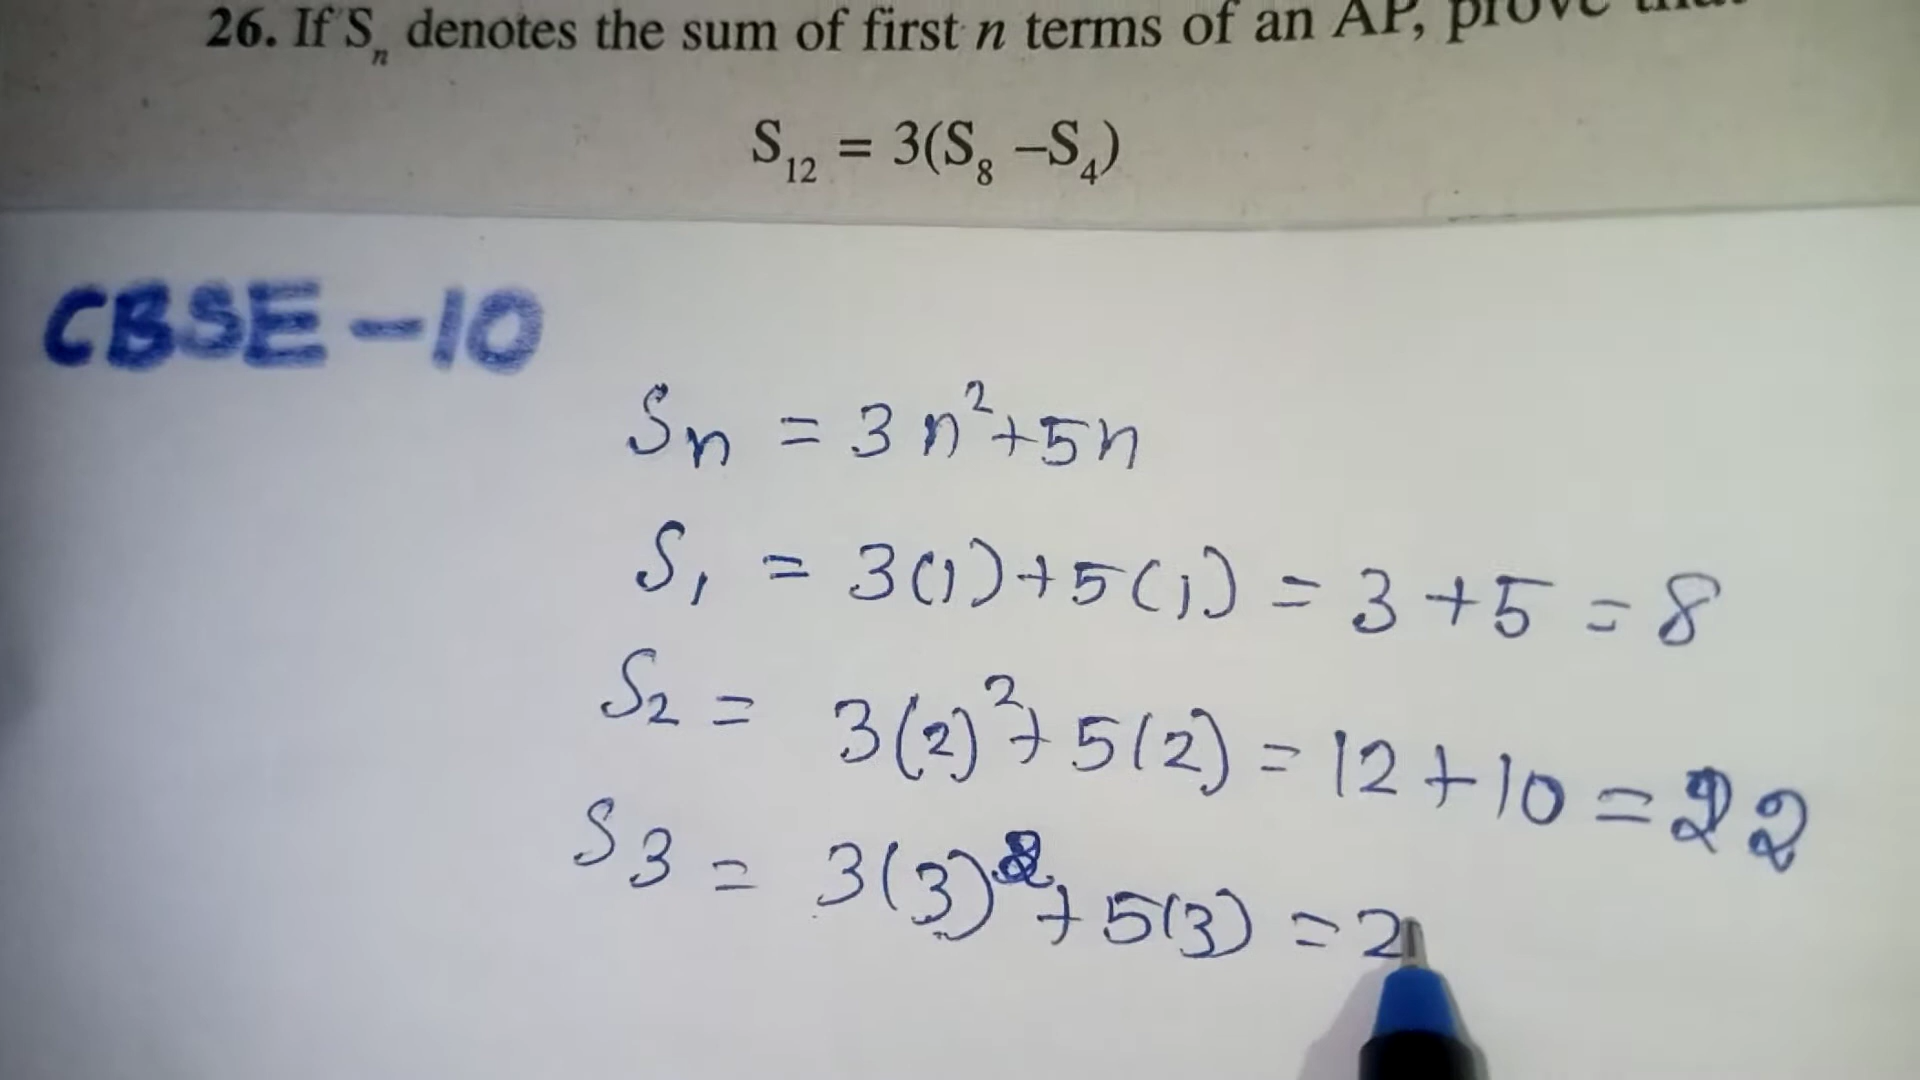 26. If Sₙ denotes the sum of first n terms of an AP, prove that
S₁₂ = 3(S₈ –S₄)
CBSE-10
Sₙ = 3n²+5n
S₁ = 3(1)+5(1) = 3+5 = 8
S₂ = 3(2)²+5(2) = 12+10 = 22
S₃ = 3(3)²+5(3) = 2